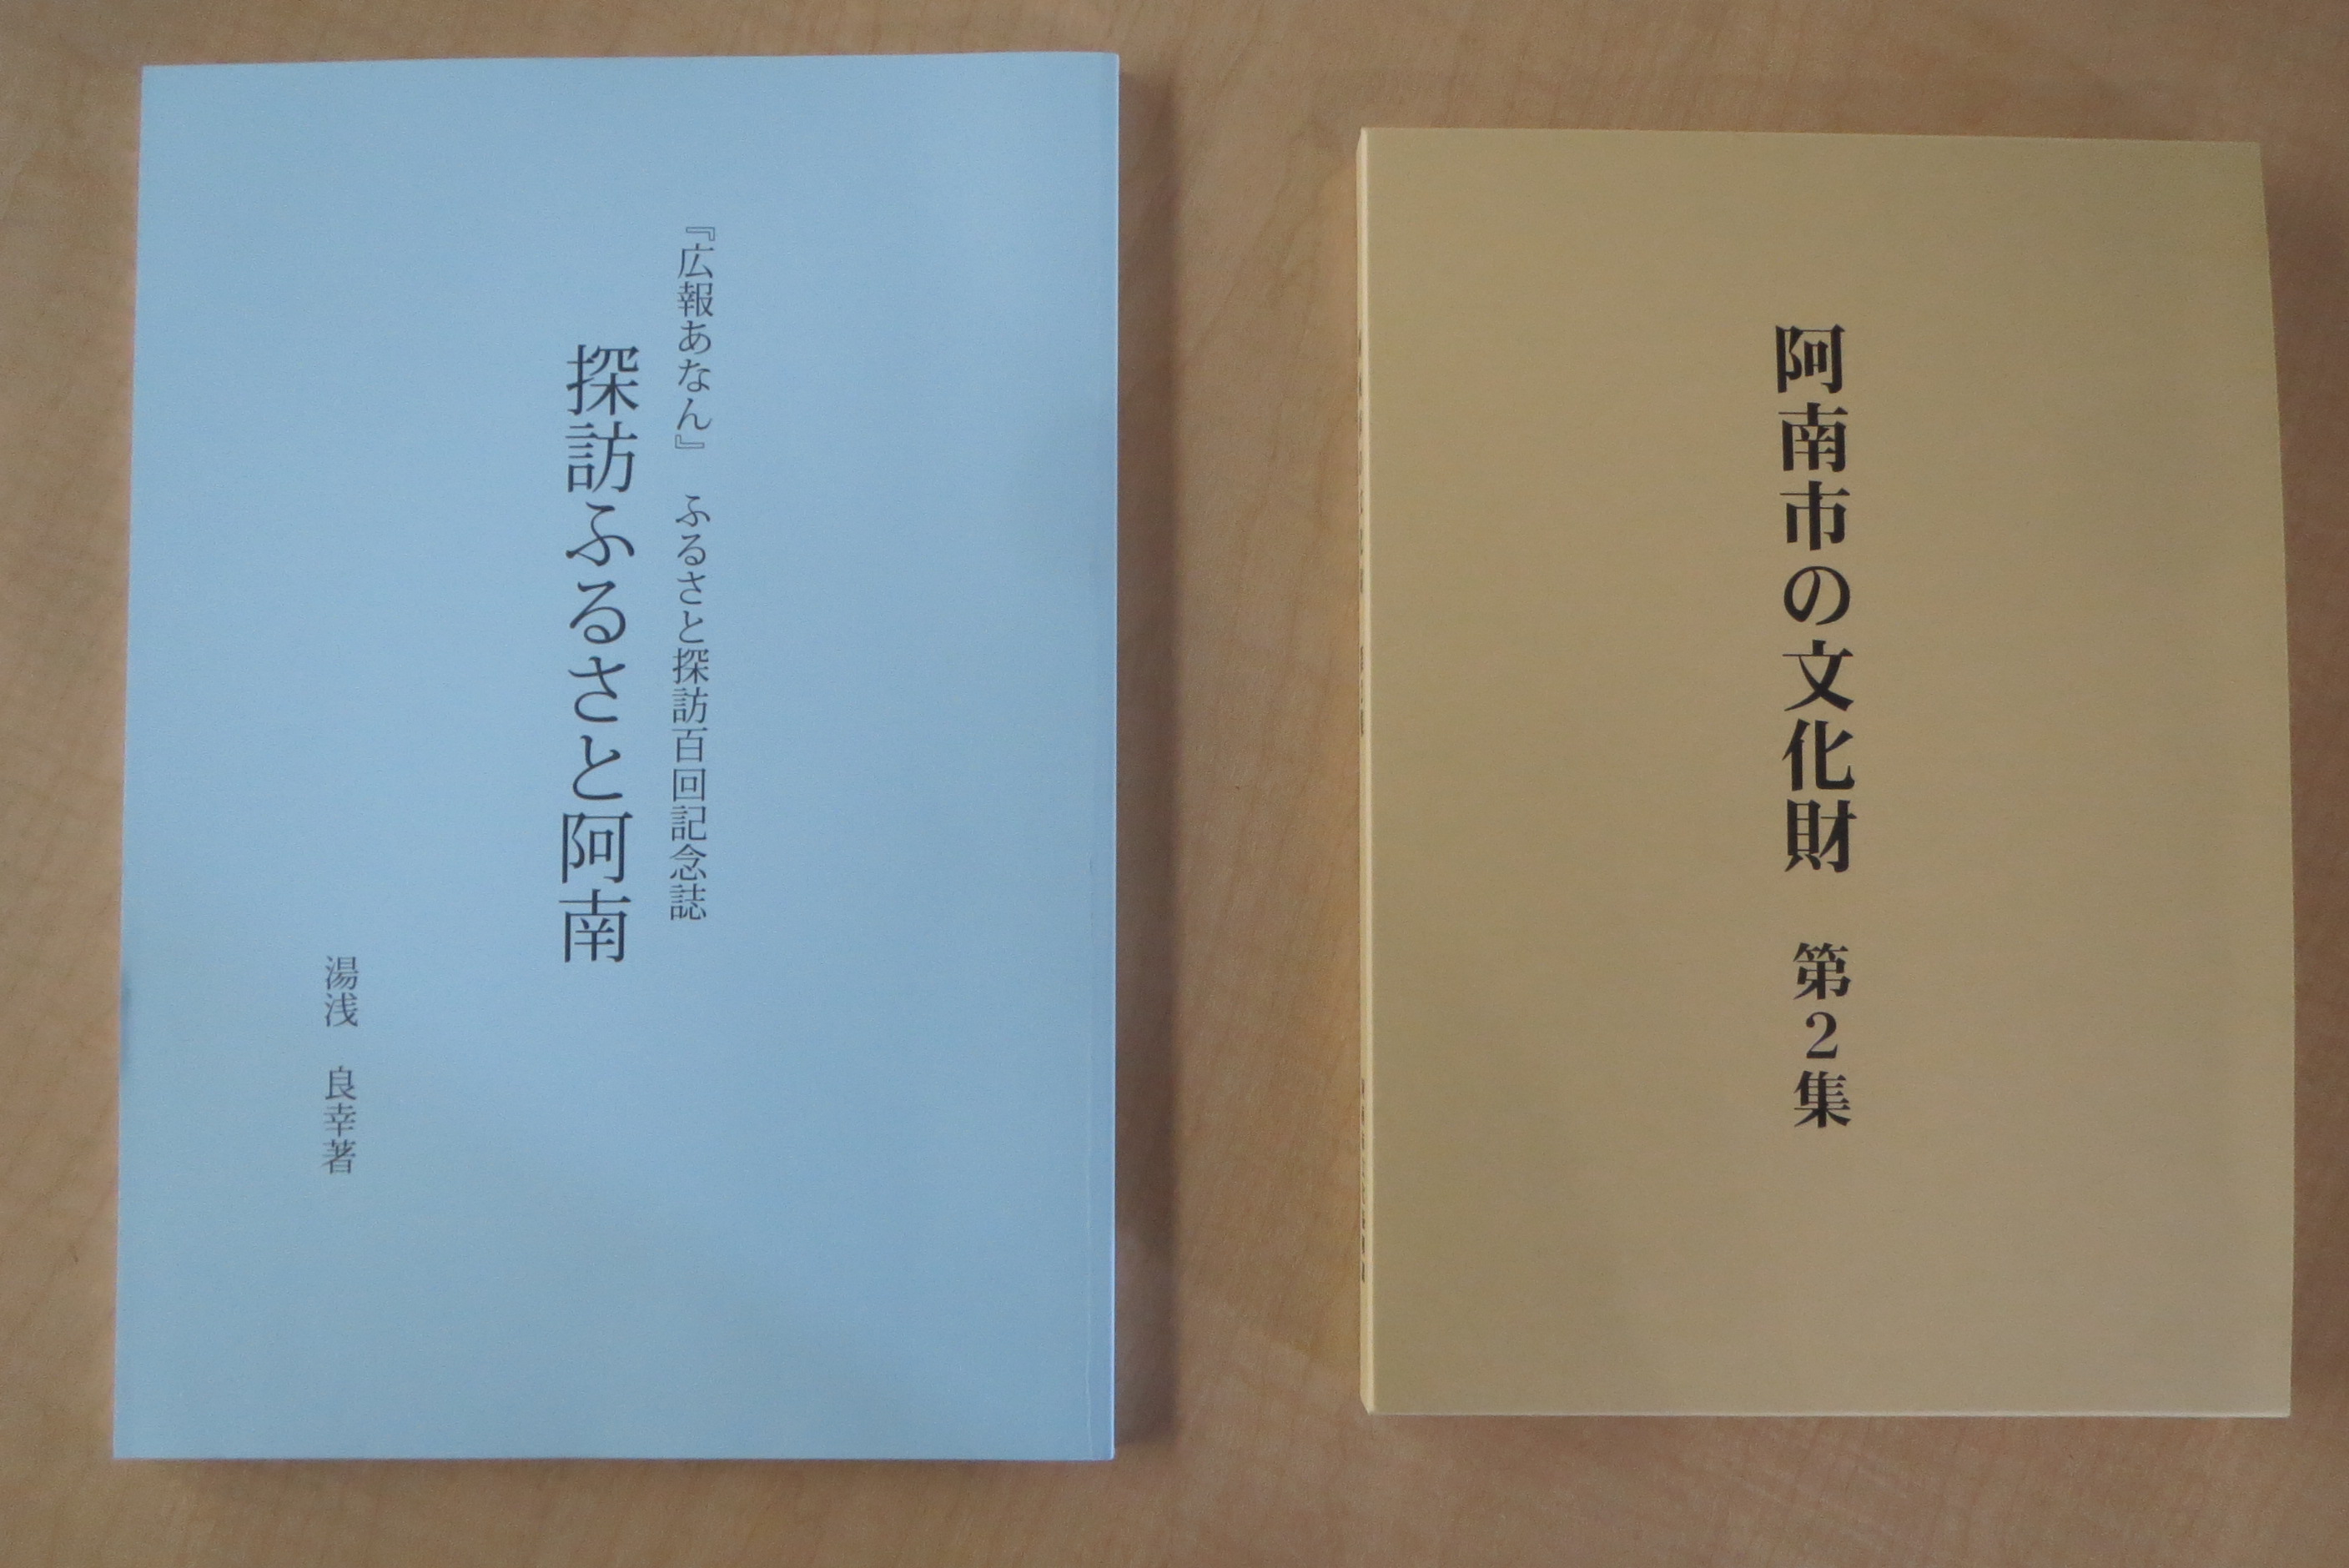 『広報あなん』 ふるさと探訪百回記念誌
探訪ふるさと阿南
湯浅 良幸著
阿南市の文化財 第2集